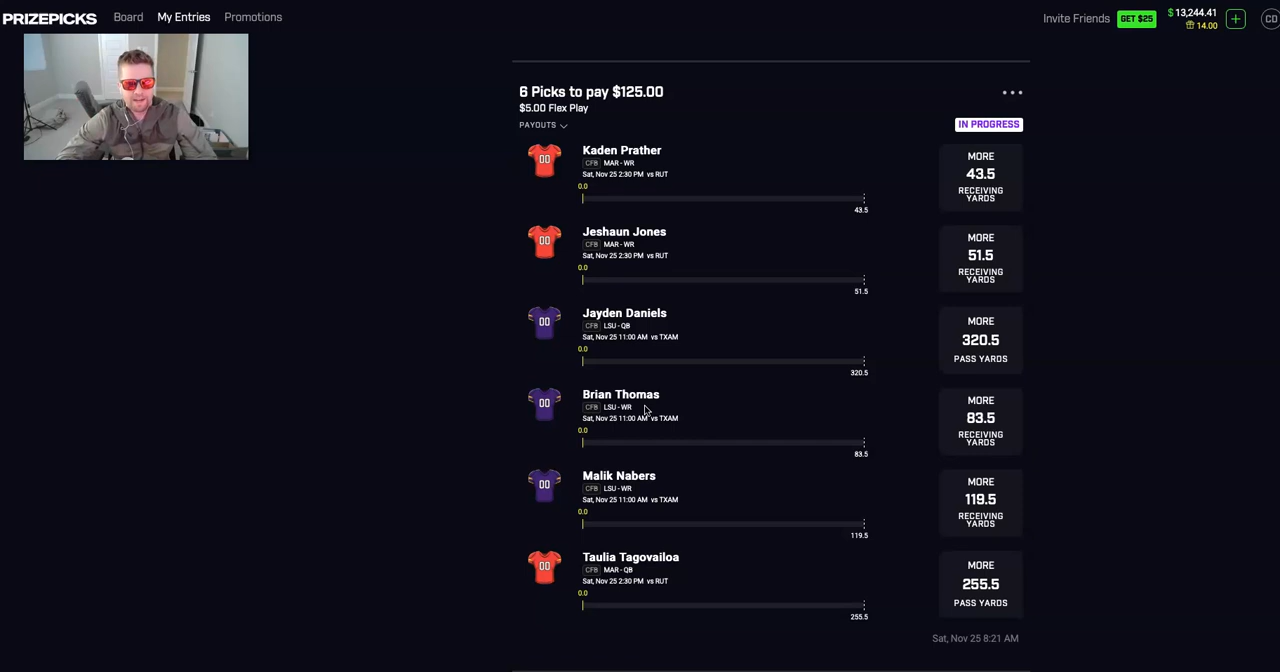 PRIZEPICKS Board My Entries Promotions Invite Friends GET $25 $ 13,244.41 + CD
14.00
6 Picks to pay $125.00
$5.00 Flex Play
PAYOUTS
IN PROGRESS
00 Kaden Prather
CFB MAR - WR
Sat, Nov 25 2:30 PM vs RUT
0.0
43.5
MORE
43.5
RECEIVING
YARDS
00 Jeshaun Jones
CFB MAR - WR
Sat, Nov 25 2:30 PM vs RUT
0.0
51.5
MORE
51.5
RECEIVING
YARDS
00 Jayden Daniels
CFB LSU - QB
Sat, Nov 25 11:00 AM vs TXAM
0.0
320.5
MORE
320.5
PASS YARDS
00 Brian Thomas
CFB LSU - WR
Sat, Nov 25 11:00 AM vs TXAM
0.0
83.5
MORE
83.5
RECEIVING
YARDS
00 Malik Nabers
CFB LSU - WR
Sat, Nov 25 11:00 AM vs TXAM
0.0
119.5
MORE
119.5
RECEIVING
YARDS
00 Taulia Tagovailoa
CFB MAR - QB
Sat, Nov 25 2:30 PM vs RUT
0.0
255.5
MORE
255.5
PASS YARDS
Sat, Nov 25 8:21 AM